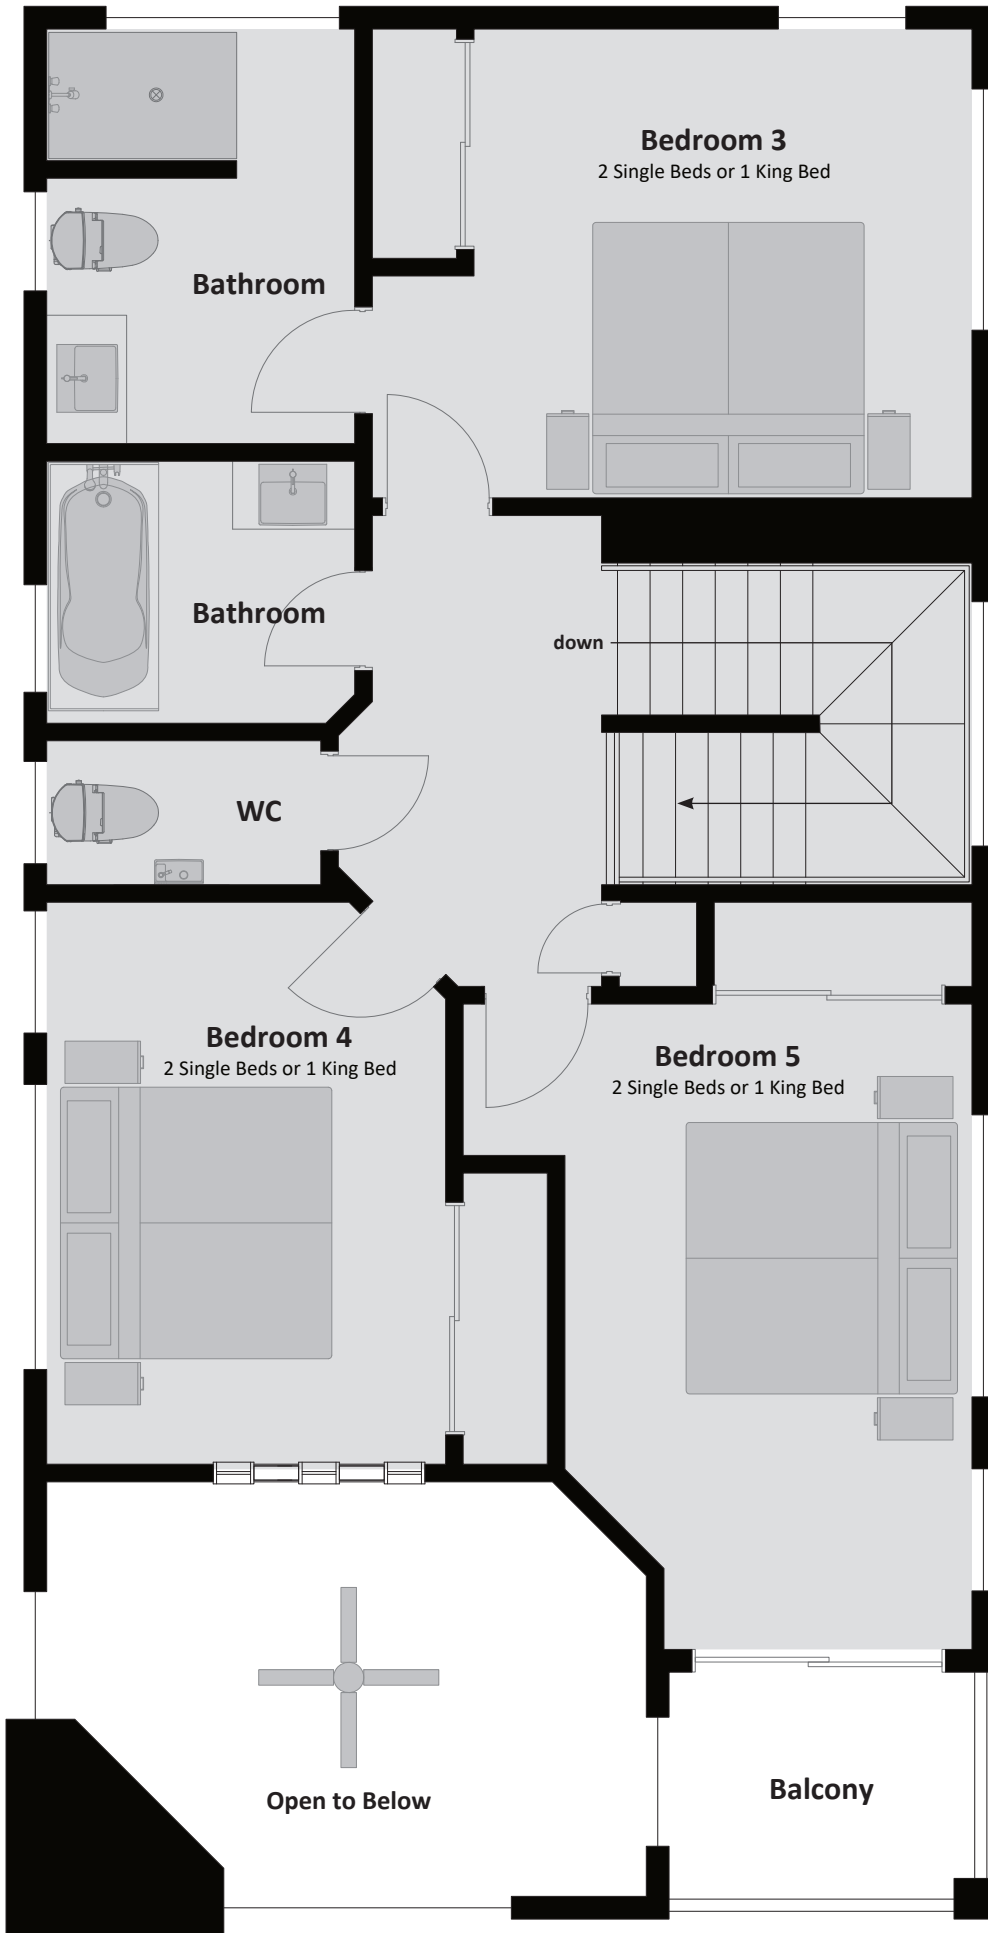 Bedroom 3
2 Single Beds or 1 King Bed
Bathroom
Bathroom
down
WC
Bedroom 4
2 Single Beds or 1 King Bed
Bedroom 5
2 Single Beds or 1 King Bed
Open to Below
Balcony